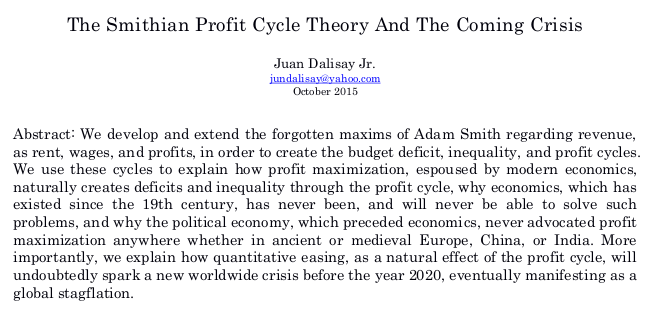 The Smithian Profit Cycle Theory And The Coming Crisis
Juan Dalisay Jr.
jundalisay@yahoo.com
October 2015
Abstract: We develop and extend the forgotten maxims of Adam Smith regarding revenue,
as rent, wages, and profits, in order to create the budget deficit, inequality, and profit cycles.
We use these cycles to explain how profit maximization, espoused by modern economics,
naturally creates deficits and inequality through the profit cycle, why economics, which has
existed since the 19th century, has never been, and will never be able to solve such
problems, and why the political economy, which preceded economics, never advocated profit
maximization anywhere whether in ancient or medieval Europe, China, or India. More
importantly, we explain how quantitative easing, as a natural effect of the profit cycle, will
undoubtedly spark a new worldwide crisis before the year 2020, eventually manifesting as a
global stagflation.